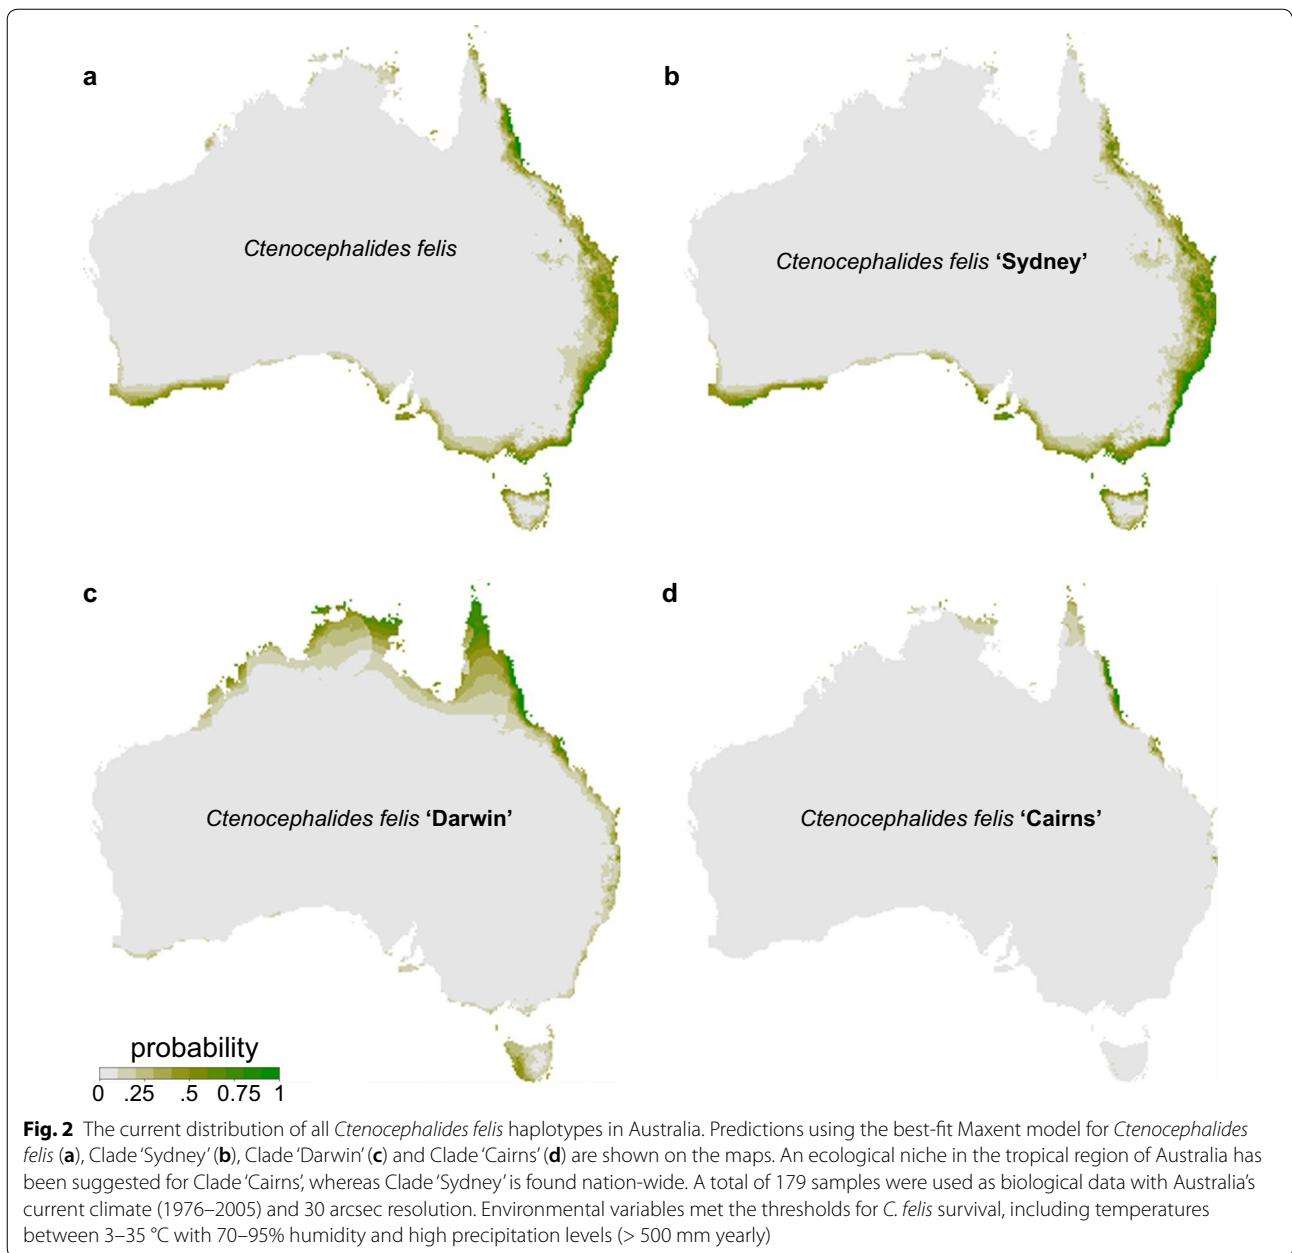 a
b
Ctenocephalides felis
Ctenocephalides felis ‘Sydney’
c
d
Ctenocephalides felis ‘Darwin’
Ctenocephalides felis ‘Cairns’
probability
0 .25 .5 0.75 1
Fig. 2 The current distribution of all Ctenocephalides felis haplotypes in Australia. Predictions using the best-fit Maxent model for Ctenocephalides
felis (a), Clade ‘Sydney’ (b), Clade ‘Darwin’ (c) and Clade ‘Cairns’ (d) are shown on the maps. An ecological niche in the tropical region of Australia has
been suggested for Clade ‘Cairns’, whereas Clade ‘Sydney’ is found nation-wide. A total of 179 samples were used as biological data with Australia’s
current climate (1976–2005) and 30 arcsec resolution. Environmental variables met the thresholds for C. felis survival, including temperatures
between 3–35 °C with 70–95% humidity and high precipitation levels (> 500 mm yearly)